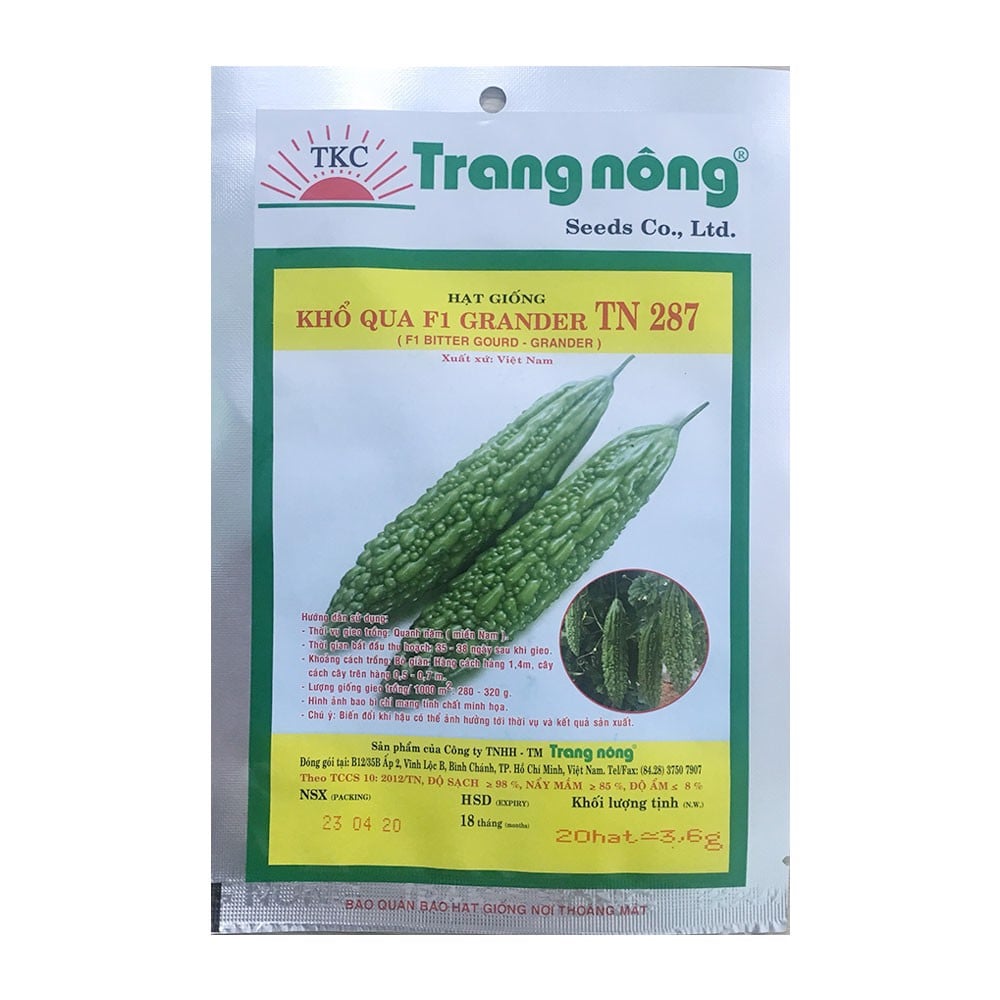 TKC
Trang nông®
Seeds Co., Ltd.
HẠT GIỐNG
KHỔ QUA F1 GRANDER TN 287
( F1 BITTER GOURD - GRANDER )
Xuất xứ: Việt Nam
Hướng dẫn sử dụng:
- Thời vụ gieo trồng: Quanh năm ( miền Nam ).
- Thời gian bắt đầu thu hoạch: 35 - 38 ngày sau khi gieo.
- Khoảng cách trồng: Bò giàn: Hàng cách hàng 1,4m, cây
cách cây trên hàng 0,5 - 0,7 m.
- Lượng giống gieo trồng/ 1000 m²: 280 - 320 g.
- Hình ảnh bao bì chỉ mang tính chất minh họa.
- Chú ý: Biến đổi khí hậu có thể ảnh hưởng tới thời vụ và kết quả sản xuất.
Sản phẩm của Công ty TNHH - TM Trang nông®
Đóng gói tại: B12/35B Ấp 2, Vĩnh Lộc B, Bình Chánh, TP. Hồ Chí Minh, Việt Nam. Tel/Fax: (84.28) 3750 7907
Theo TCCS 10: 2012/TN, ĐỘ SẠCH ≥ 98 %, NẨY MẦM ≥ 85 %, ĐỘ ẨM ≤ 8 %
NSX (PACKING) HSD (EXPIRY) Khối lượng tịnh (N.W.)
23 04 20 18 tháng (months) 20hat≃3,6g
BẢO QUẢN BAO HẠT GIỐNG NƠI THOÁNG MÁT